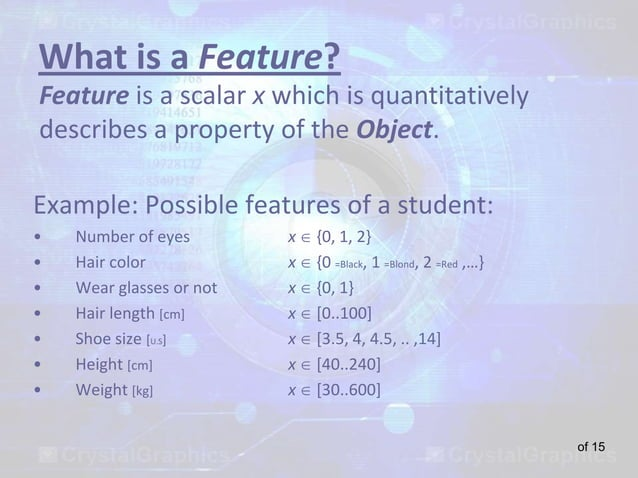 CrystalGraphics CrystalGraphics
What is a Feature?
Feature is a scalar x which is quantitatively
describes a property of the Object.
Example: Possible features of a student:
• Number of eyes x ∈ {0, 1, 2}
• Hair color x ∈ {0 =Black, 1 =Blond, 2 =Red ,…}
• Wear glasses or not x ∈ {0, 1}
• Hair length [cm] x ∈ [0..100]
• Shoe size [U.S] x ∈ [3.5, 4, 4.5, .. ,14]
• Height [cm] x ∈ [40..240]
• Weight [kg] x ∈ [30..600]
of 15
CrystalGraphics CrystalGraphics